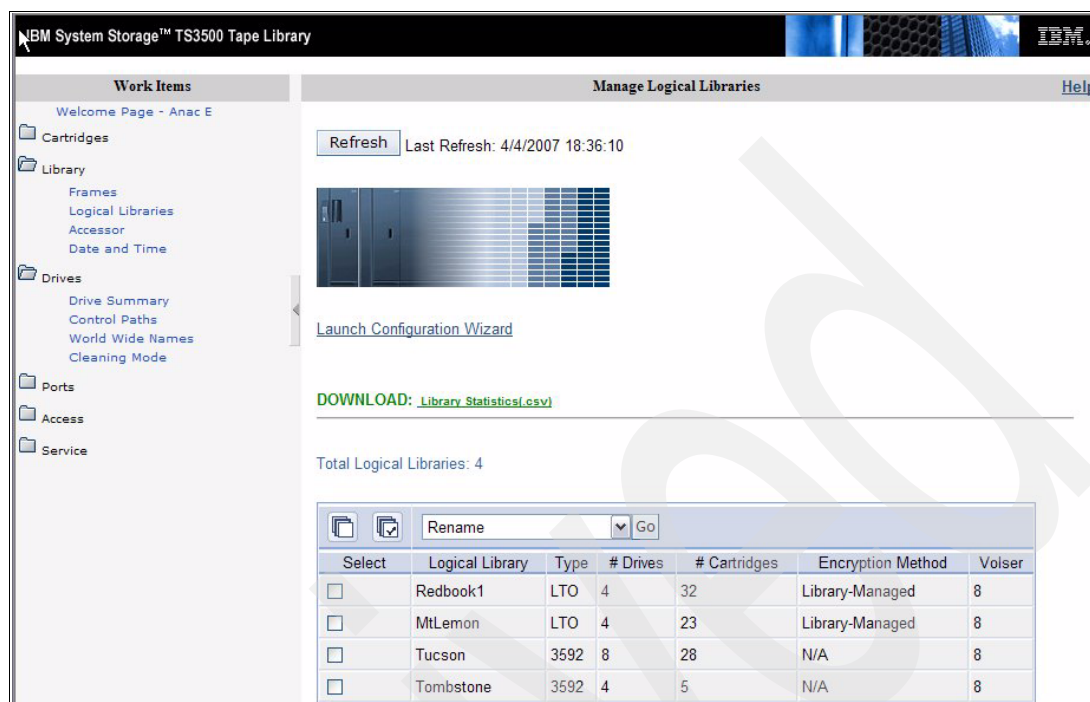 IBM System Storage™ TS3500 Tape Library
IBM.
Work Items
Welcome Page - Anac E
Cartridges
Library
Frames
Logical Libraries
Accessor
Date and Time
Drives
Drive Summary
Control Paths
World Wide Names
Cleaning Mode
Ports
Access
Service
Manage Logical Libraries
Help
Refresh Last Refresh: 4/4/2007 18:36:10
Launch Configuration Wizard
DOWNLOAD: Library Statistics(.csv)
Total Logical Libraries: 4
Rename Go
Select Logical Library Type # Drives # Cartridges Encryption Method Volser
Redbook1 LTO 4 32 Library-Managed 8
MtLemon LTO 4 23 Library-Managed 8
Tucson 3592 8 28 N/A 8
Tombstone 3592 4 5 N/A 8